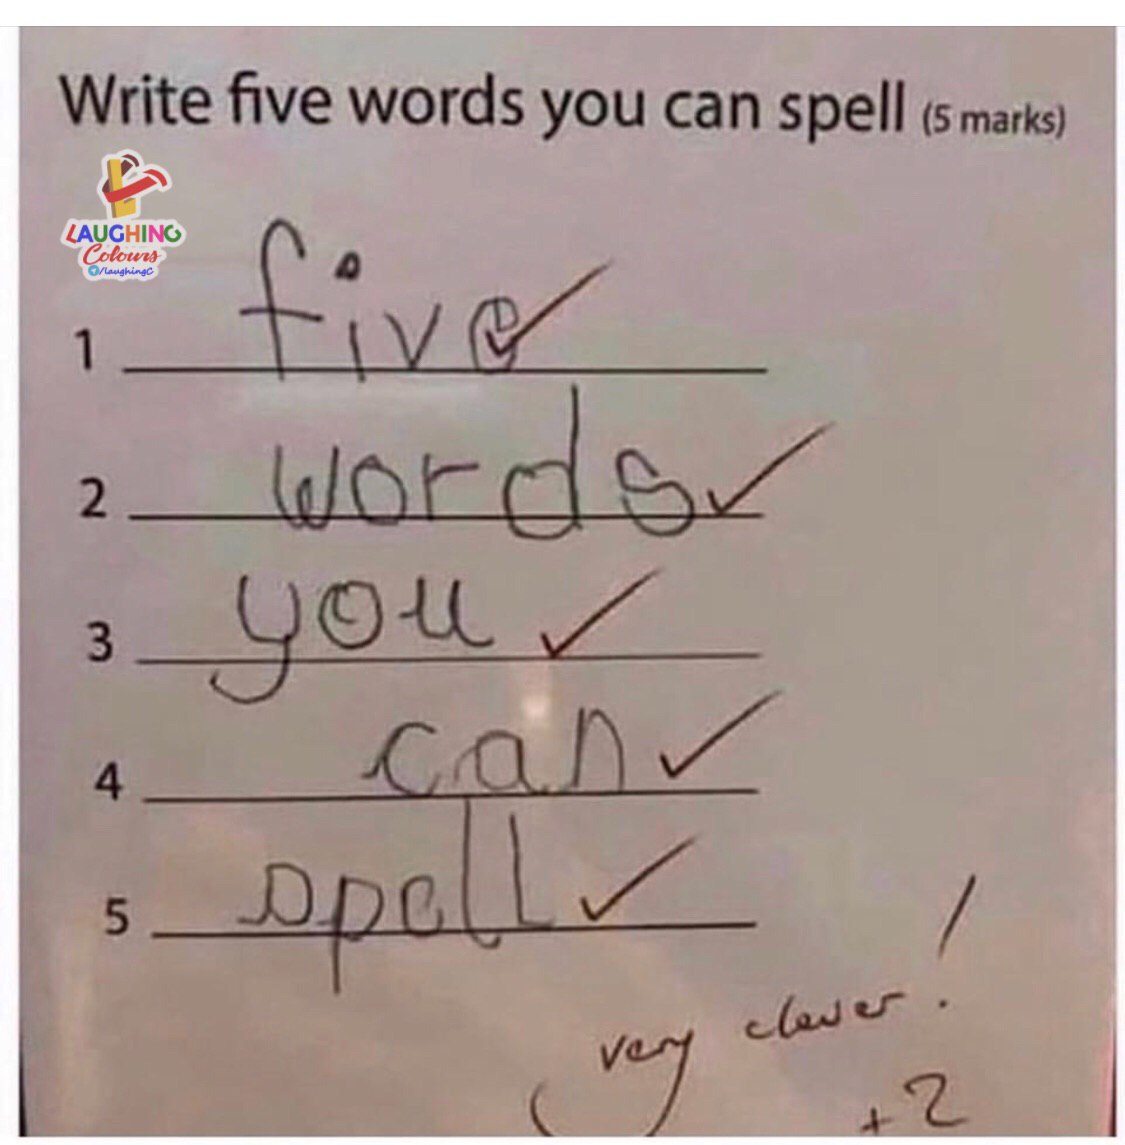 Write five words you can spell (5 marks)
LAUGHING
Colours
/laughingC
1 five
2 words
3 you
4 can
5 spell
very clever!
+2